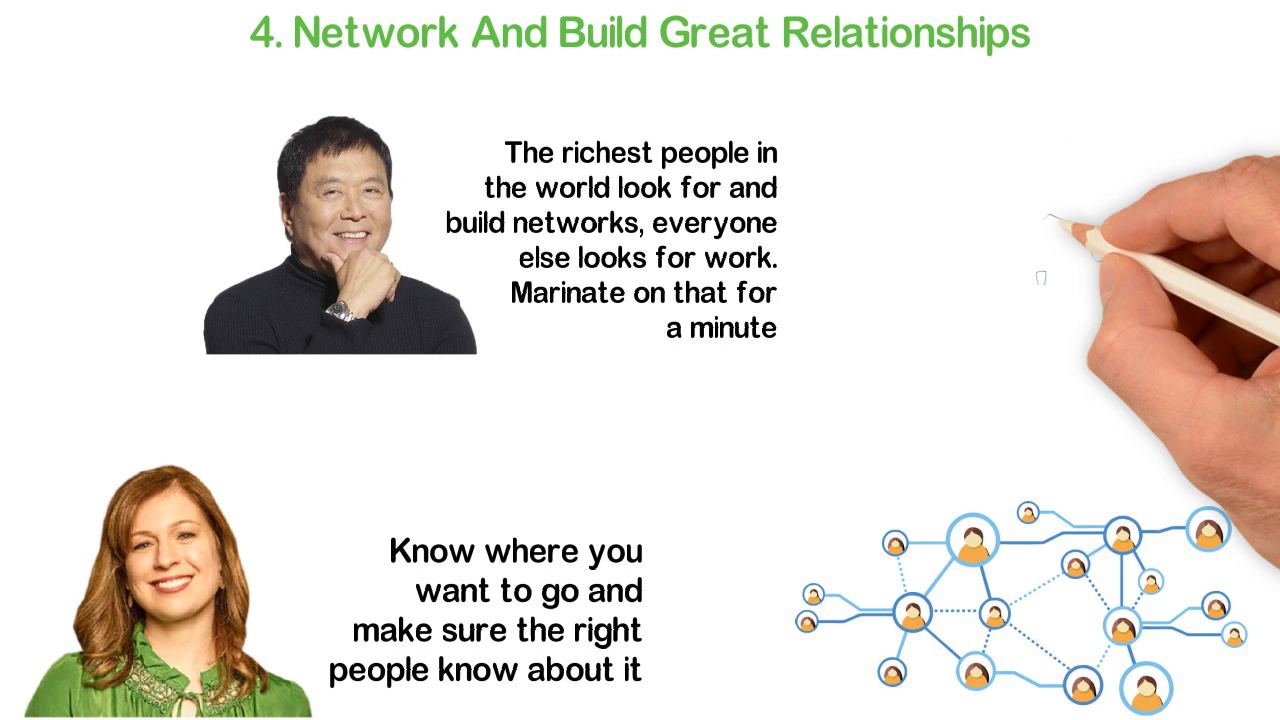 4. Network And Build Great Relationships
The richest people in
the world look for and
build networks, everyone
else looks for work.
Marinate on that for
a minute
Know where you
want to go and
make sure the right
people know about it